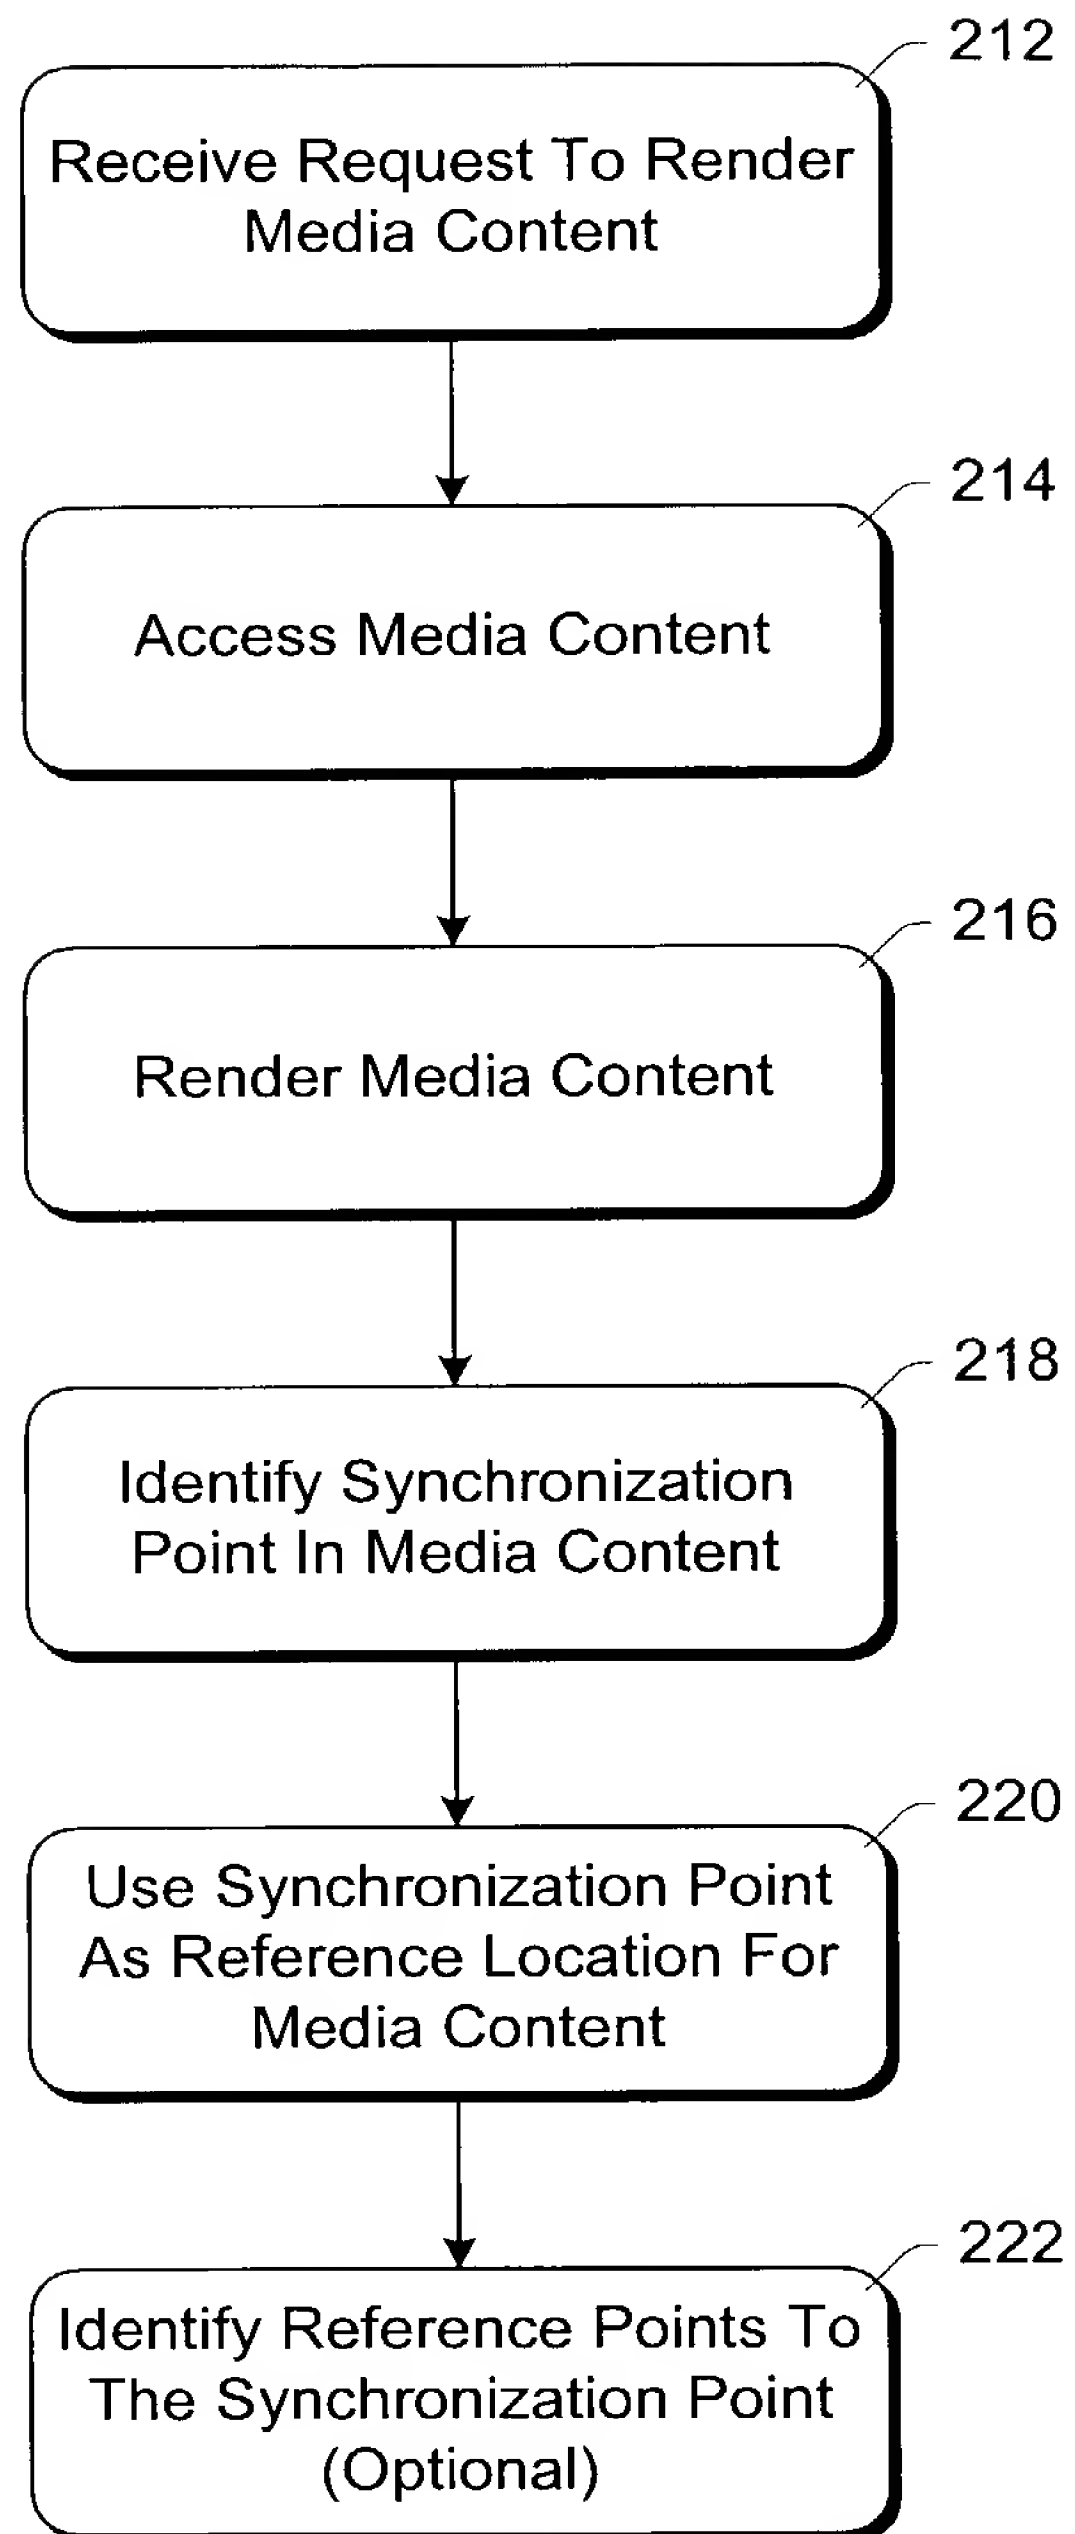 212
Receive Request To Render
Media Content
214
Access Media Content
216
Render Media Content
218
Identify Synchronization
Point In Media Content
220
Use Synchronization Point
As Reference Location For
Media Content
222
Identify Reference Points To
The Synchronization Point
(Optional)